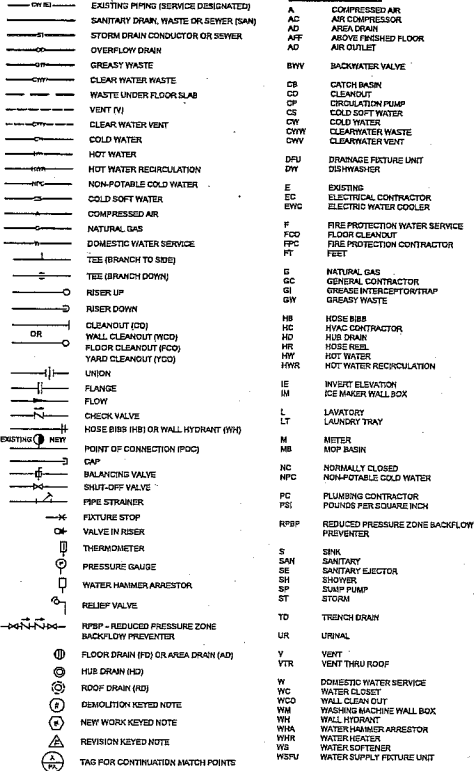 CW (E) EXISTING PIPING (SERVICE DESIGNATED)
SANITARY DRAIN, WASTE OR SEWER (SAN)
ST STORM DRAIN CONDUCTOR OR SEWER
OD OVERFLOW DRAIN
GW GREASY WASTE
CWW CLEAR WATER WASTE
WASTE UNDER FLOOR SLAB
VENT (V)
CWV CLEAR WATER VENT
CW COLD WATER
HW HOT WATER
HWR HOT WATER RECIRCULATION
NPC NON-POTABLE COLD WATER
CS COLD SOFT WATER
A COMPRESSED AIR
G NATURAL GAS
W DOMESTIC WATER SERVICE
TEE (BRANCH TO SIDE)
TEE (BRANCH DOWN)
RISER UP
RISER DOWN
CLEANOUT (CO)
OR WALL CLEANOUT (WCO)
FLOOR CLEANOUT (FCO)
YARD CLEANOUT (YCO)
UNION
FLANGE
FLOW
CHECK VALVE
HOSE BIBB (HB) OR WALL HYDRANT (WH)
EXISTING NEW
POINT OF CONNECTION (POC)
CAP
BALANCING VALVE
SHUT-OFF VALVE
PIPE STRAINER
FIXTURE STOP
VALVE IN RISER
THERMOMETER
PRESSURE GAUGE
WATER HAMMER ARRESTOR
RELIEF VALVE
RPBP - REDUCED PRESSURE ZONE
BACKFLOW PREVENTER
FLOOR DRAIN (FD) OR AREA DRAIN (AD)
HUB DRAIN (HD)
ROOF DRAIN (RD)
# DEMOLITION KEYED NOTE
# NEW WORK KEYED NOTE
# REVISION KEYED NOTE
TAG FOR CONTINUATION MATCH POINTS
A COMPRESSED AIR
AC AIR COMPRESSOR
AD AREA DRAIN
AFF ABOVE FINISHED FLOOR
AO AIR OUTLET
BWV BACKWATER VALVE
CB CATCH BASIN
CO CLEANOUT
CP CIRCULATION PUMP
CS COLD SOFT WATER
CW COLD WATER
CWW CLEARWATER WASTE
CWV CLEARWATER VENT
DFU DRAINAGE FIXTURE UNIT
DW DISHWASHER
E EXISTING
EC ELECTRICAL CONTRACTOR
EWC ELECTRIC WATER COOLER
F FIRE PROTECTION WATER SERVICE
FCO FLOOR CLEANOUT
FPC FIRE PROTECTION CONTRACTOR
FT FEET
G NATURAL GAS
GC GENERAL CONTRACTOR
GI GREASE INTERCEPTOR/TRAP
GW GREASY WASTE
HB HOSE BIBB
HC HVAC CONTRACTOR
HD HUB DRAIN
HR HOSE REEL
HW HOT WATER
HWR HOT WATER RECIRCULATION
IE INVERT ELEVATION
IM ICE MAKER WALL BOX
L LAVATORY
LT LAUNDRY TRAY
M METER
MB MOP BASIN
NC NORMALLY CLOSED
NPC NON-POTABLE COLD WATER
PC PLUMBING CONTRACTOR
PSI POUNDS PER SQUARE INCH
RPBP REDUCED PRESSURE ZONE BACKFLOW
PREVENTER
S SINK
SAN SANITARY
SE SANITARY EJECTOR
SH SHOWER
SP SUMP PUMP
ST STORM
TD TRENCH DRAIN
UR URINAL
V VENT
VTR VENT THRU ROOF
W DOMESTIC WATER SERVICE
WC WATER CLOSET
WCO WALL CLEAN OUT
WM WASHING MACHINE WALL BOX
WH WALL HYDRANT
WHA WATER HAMMER ARRESTOR
WHR WATER HEATER
WS WATER SOFTENER
WSFU WATER SUPPLY FIXTURE UNIT